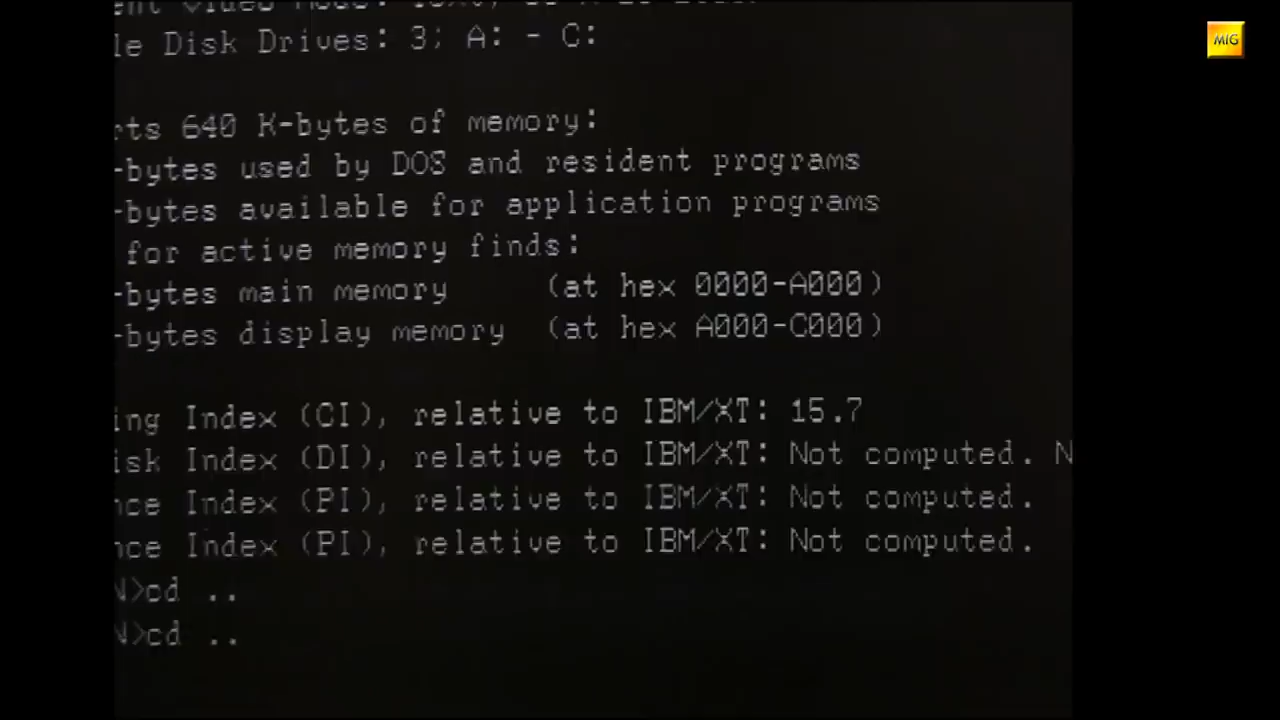 le Disk Drives: 3; A: - C:
rts 640 K-bytes of memory:
-bytes used by DOS and resident programs
-bytes available for application programs
for active memory finds:
-bytes main memory (at hex 0000-A000)
-bytes display memory (at hex A000-C000)
ing Index (CI), relative to IBM/XT: 15.7
isk Index (DI), relative to IBM/XT: Not computed. N
nce Index (PI), relative to IBM/XT: Not computed.
nce Index (PI), relative to IBM/XT: Not computed.
N>cd ..
N>cd ..
MIG